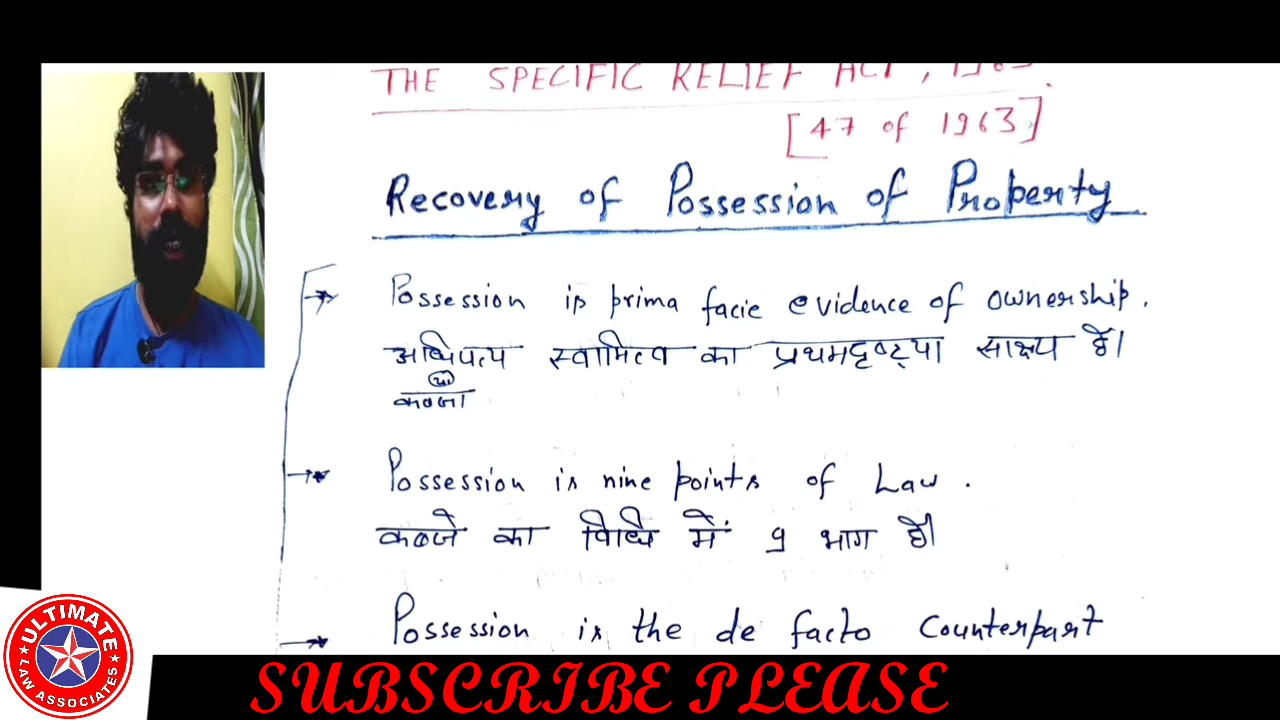 THE SPECIFIC RELIEF ACT, 1963.
[47 of 1963]
Recovery of Possession of Property
Possession is prima facie evidence of ownership.
आधिपत्य स्वामित्व का प्रथमदृष्ट्या साक्ष्य है।
या
कब्जा
Possession is nine points of Law.
कब्जे का विधि में 9 भाग है।
Possession is the de facto counterpart
ULTIMATE
LAW ASSOCIATES
SUBSCRIBE PLEASE